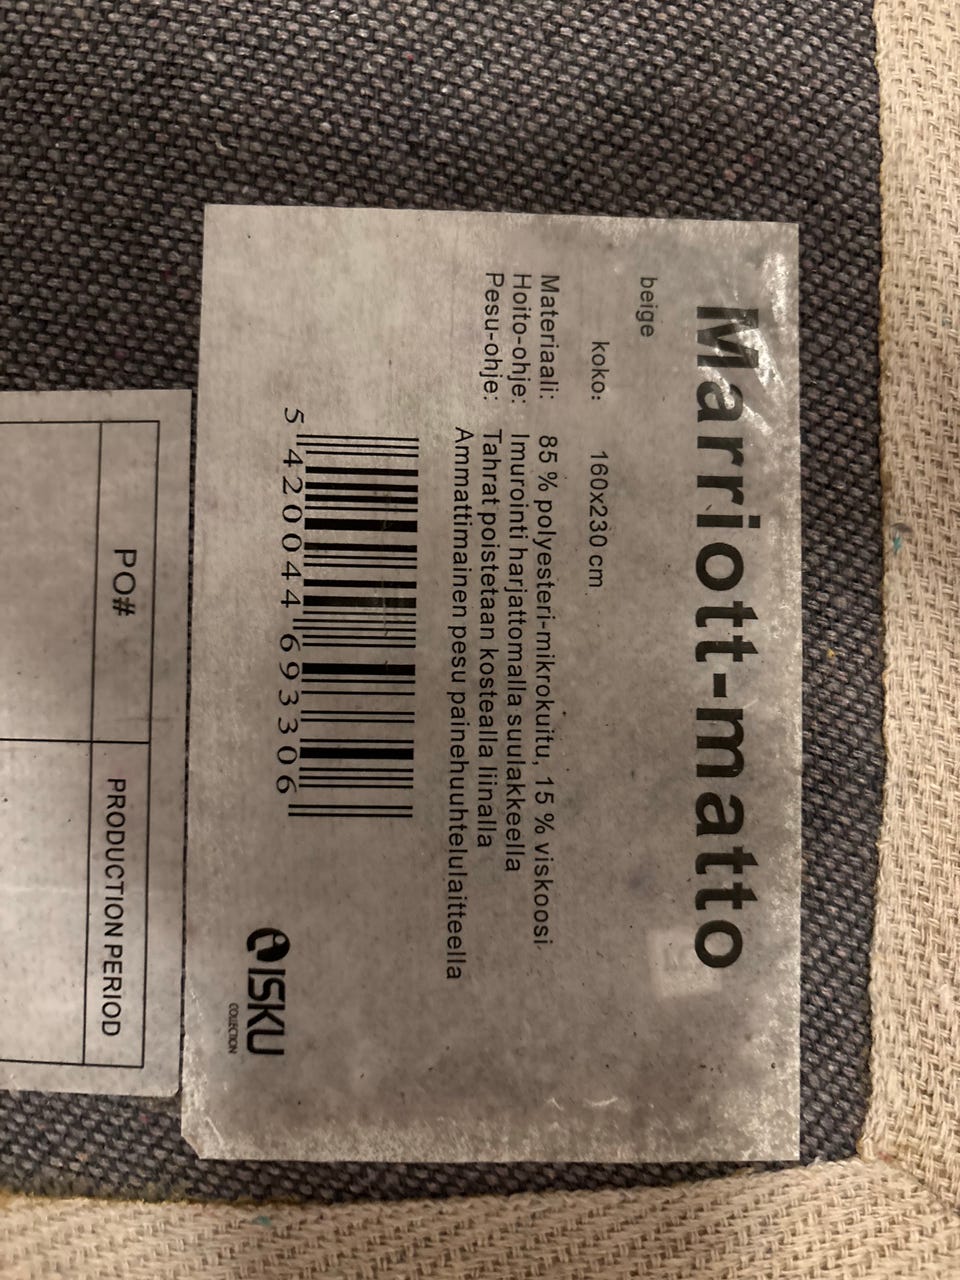 Marriott-matto
beige
koko: 160x230 cm
Materiaali: 85 % polyesteri-mikrokuitu, 15 % viskoosi
Hoito-ohje: Imurointi harjattomalla suulakkeella
Pesu-ohje: Tahrat poistetaan kostealla liinalla
Ammattimainen pesu painehuuhtelulaitteella
5 420044 693306
ISKU
COLLECTION
PO# PRODUCTION PERIOD